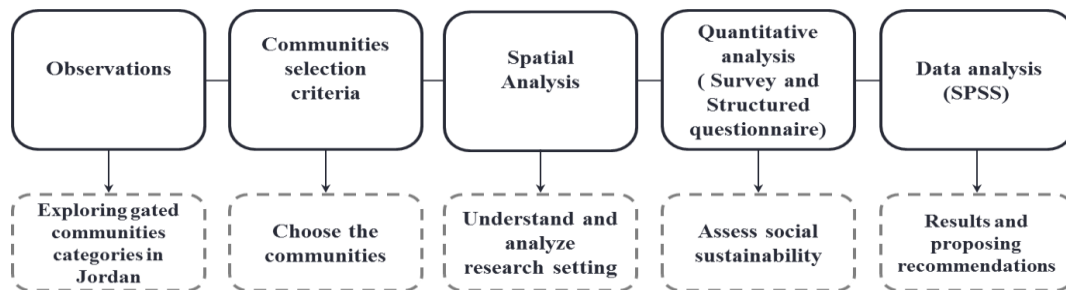 Observations
Communities
selection
criteria
Spatial
Analysis
Quantitative
analysis
( Survey and
Structured
questionnaire)
Data analysis
(SPSS)
Exploring gated
communities
categories in
Jordan
Choose the
communities
Understand and
analyze
research setting
Assess social
sustainability
Results and
proposing
recommendations